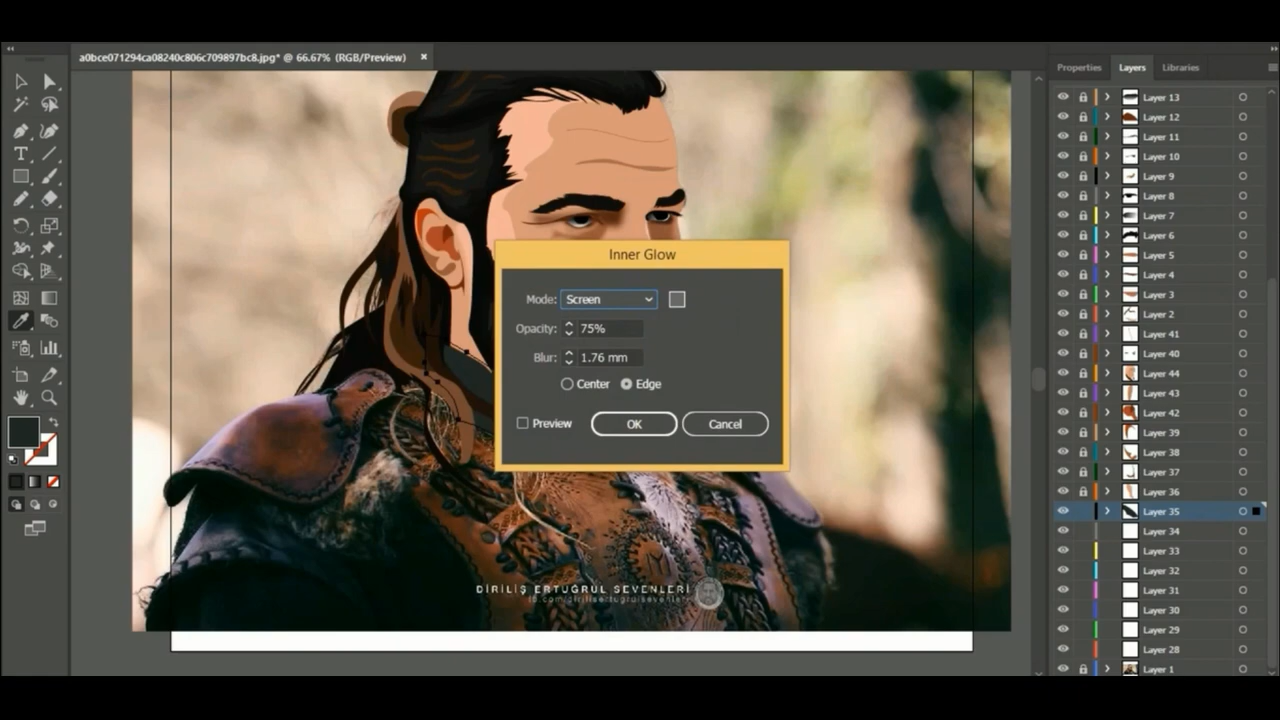 a0bce071294ca08240c806c709897bc8.jpg* @ 66.67% (RGB/Preview) ×
Properties Layers Libraries
Layer 13
Layer 12
Layer 11
Layer 10
Layer 9
Layer 8
Layer 7
Layer 6
Layer 5
Layer 4
Layer 3
Layer 2
Layer 41
Layer 40
Layer 44
Layer 43
Layer 42
Layer 39
Layer 38
Layer 37
Layer 36
Layer 35
Layer 34
Layer 33
Layer 32
Layer 31
Layer 30
Layer 29
Layer 28
Layer 1
Inner Glow
Mode: Screen
Opacity: 75%
Blur: 1.76 mm
Center Edge
Preview OK Cancel
DİRİLİŞ ERTUĞRUL SEVENLERİ
fb.com/dirilisertugrulsevenleri